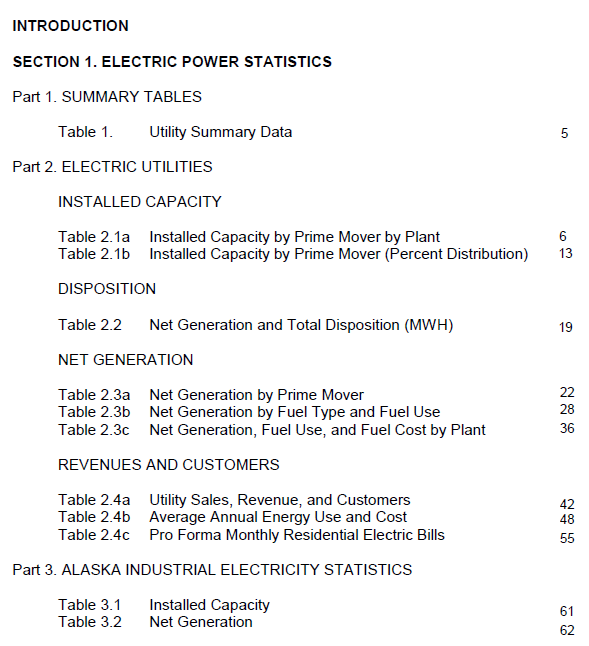 INTRODUCTION
SECTION 1. ELECTRIC POWER STATISTICS
Part 1. SUMMARY TABLES
Table 1. Utility Summary Data 5
Part 2. ELECTRIC UTILITIES
INSTALLED CAPACITY
Table 2.1a Installed Capacity by Prime Mover by Plant 6
Table 2.1b Installed Capacity by Prime Mover (Percent Distribution) 13
DISPOSITION
Table 2.2 Net Generation and Total Disposition (MWH) 19
NET GENERATION
Table 2.3a Net Generation by Prime Mover 22
Table 2.3b Net Generation by Fuel Type and Fuel Use 28
Table 2.3c Net Generation, Fuel Use, and Fuel Cost by Plant 36
REVENUES AND CUSTOMERS
Table 2.4a Utility Sales, Revenue, and Customers 42
Table 2.4b Average Annual Energy Use and Cost 48
Table 2.4c Pro Forma Monthly Residential Electric Bills 55
Part 3. ALASKA INDUSTRIAL ELECTRICITY STATISTICS
Table 3.1 Installed Capacity 61
Table 3.2 Net Generation 62